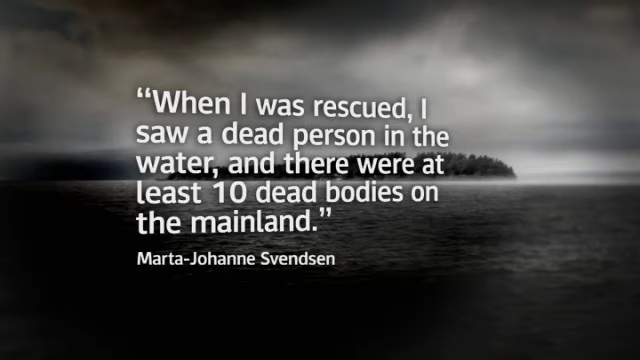 “When I was rescued, I
saw a dead person in the
water, and there were at
least 10 dead bodies on
the mainland.”
Marta-Johanne Svendsen